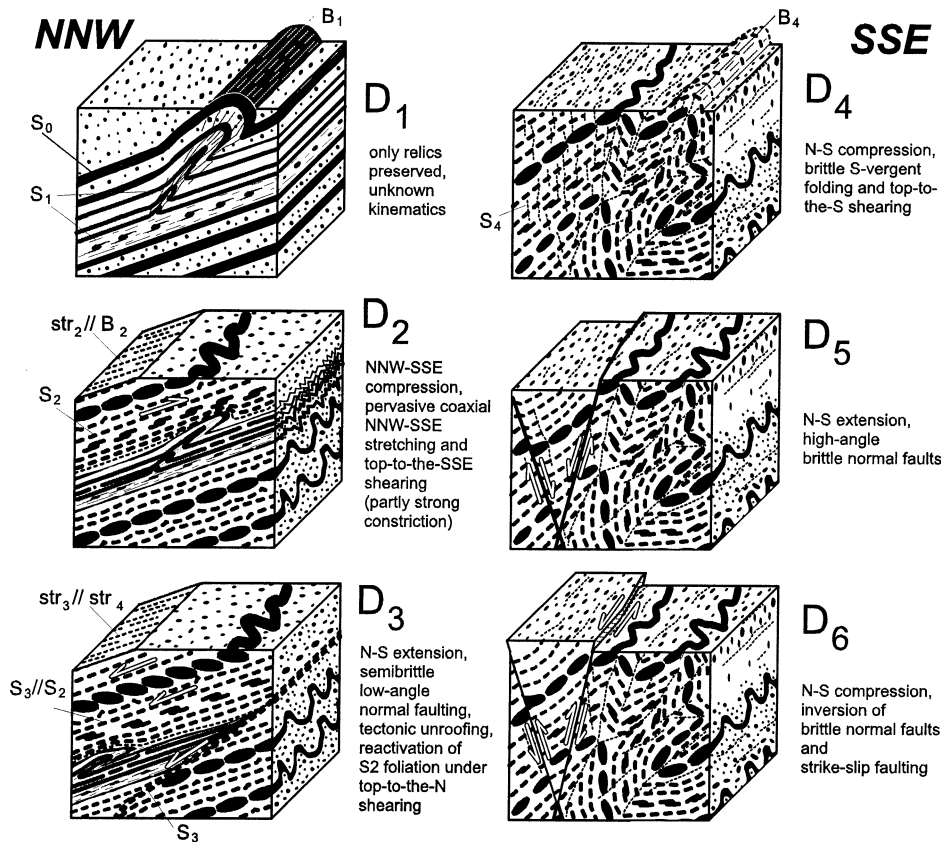 NNW
SSE
B1
S0
S1
D1
only relics
preserved,
unknown
kinematics
str2// B2
S2
D2
NNW-SSE
compression,
pervasive coaxial
NNW-SSE
stretching and
top-to-the-SSE
shearing
(partly strong
constriction)
str3// str4
S3//S2
S3
D3
N-S extension,
semibrittle
low-angle
normal faulting,
tectonic unroofing,
reactivation of
S2 foliation under
top-to-the-N
shearing
B4
S4
D4
N-S compression,
brittle S-vergent
folding and top-to-
the-S shearing
D5
N-S extension,
high-angle
brittle normal faults
D6
N-S compression,
inversion of
brittle normal faults
and
strike-slip faulting